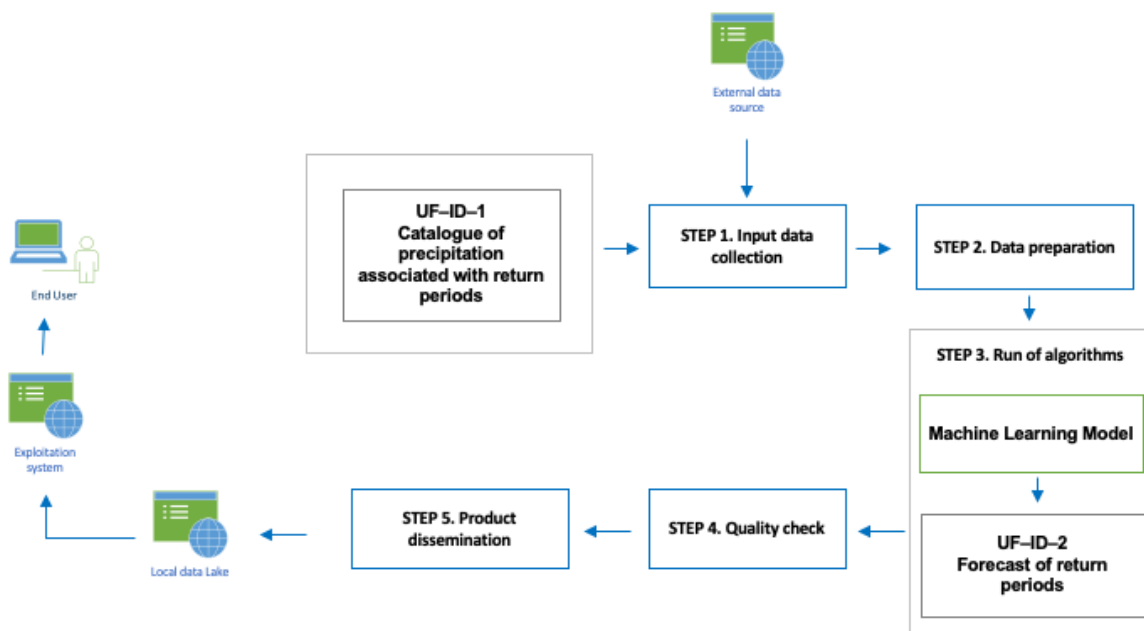 External data
source
UF–ID–1
Catalogue of
precipitation
associated with return
periods
STEP 1. Input data
collection
STEP 2. Data preparation
End User
STEP 3. Run of algorithms
Machine Learning Model
Exploitation
system
STEP 5. Product
dissemination
STEP 4. Quality check
UF–ID–2
Forecast of return
periods
Local data Lake